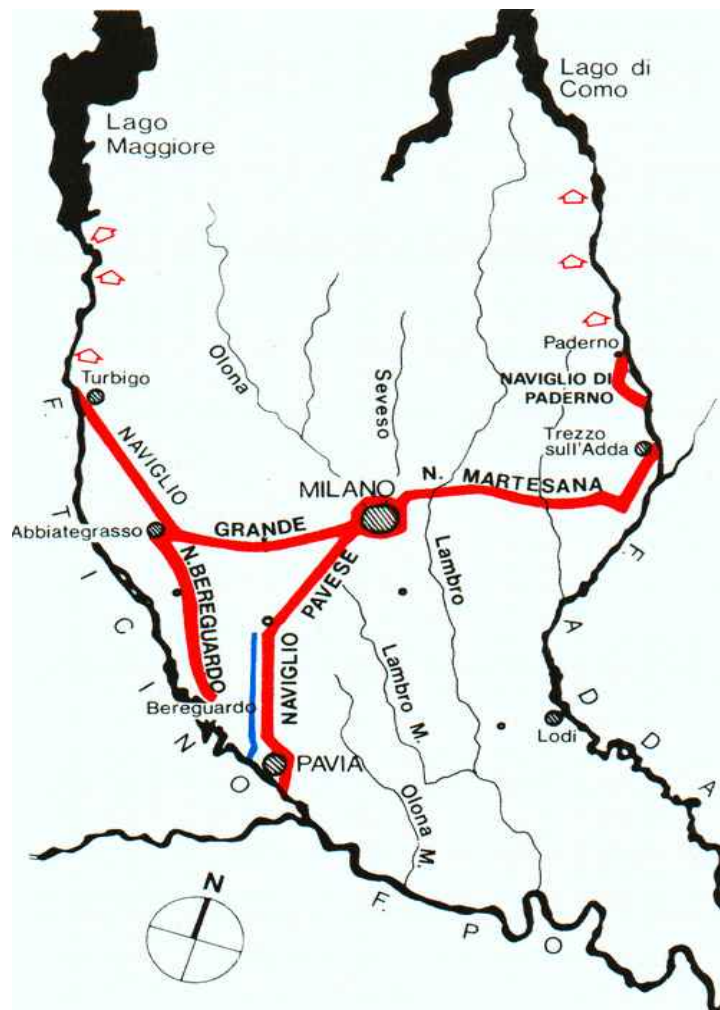 Lago
Maggiore
Lago di
Como
Olona
Seveso
Paderno
NAVIGLIO DI
PADERNO
Turbigo
Trezzo
sull'Adda
F. TICINO
NAVIGLIO
GRANDE
MILANO
N. MARTESANA
Abbiategrasso
N.BEREGUARDO
PAVESE
NAVIGLIO
Lambro
F. ADDA
Bereguardo
Lambro M.
Lodi
PAVIA
Olona M.
F. PO
N